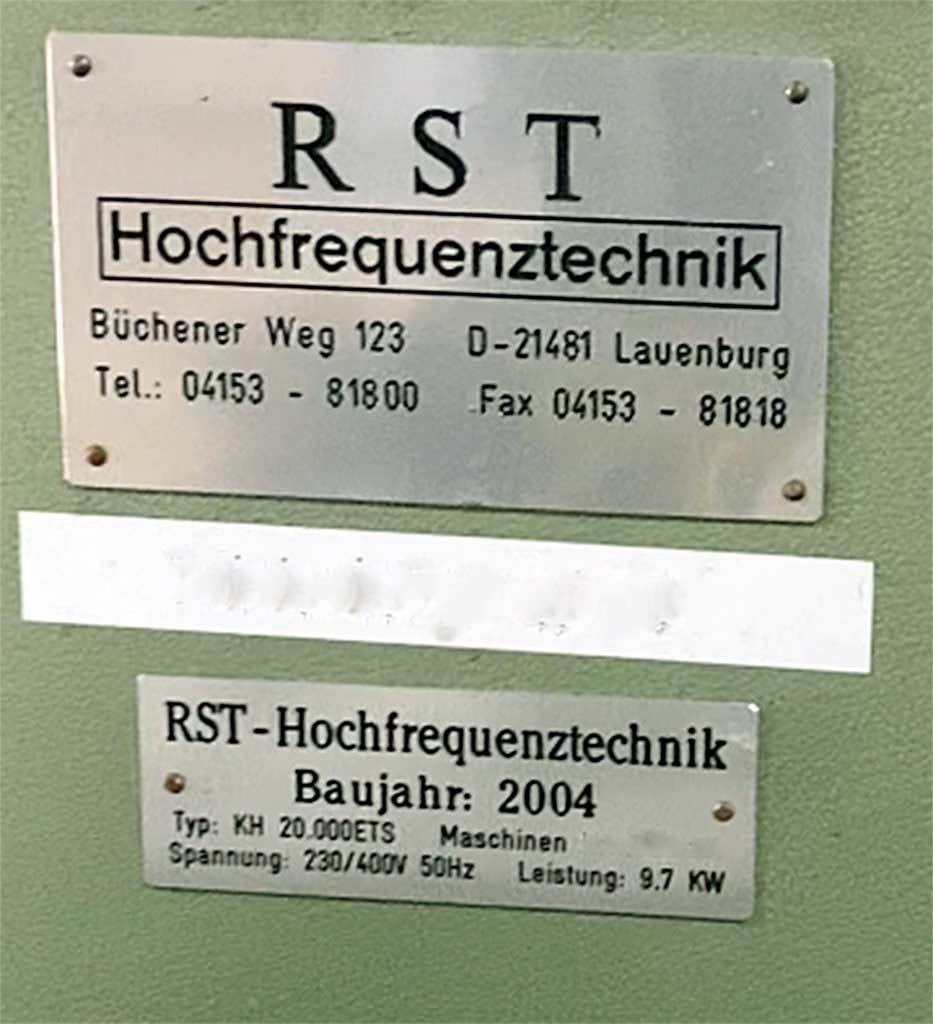 R S T
Hochfrequenztechnik
Büchener Weg 123 D-21481 Lauenburg
Tel.: 04153 - 81800 Fax 04153 - 81818
RST-Hochfrequenztechnik
Baujahr: 2004
Typ: KH 20.000ETS Maschinen
Spannung: 230/400V 50Hz Leistung: 9.7 KW